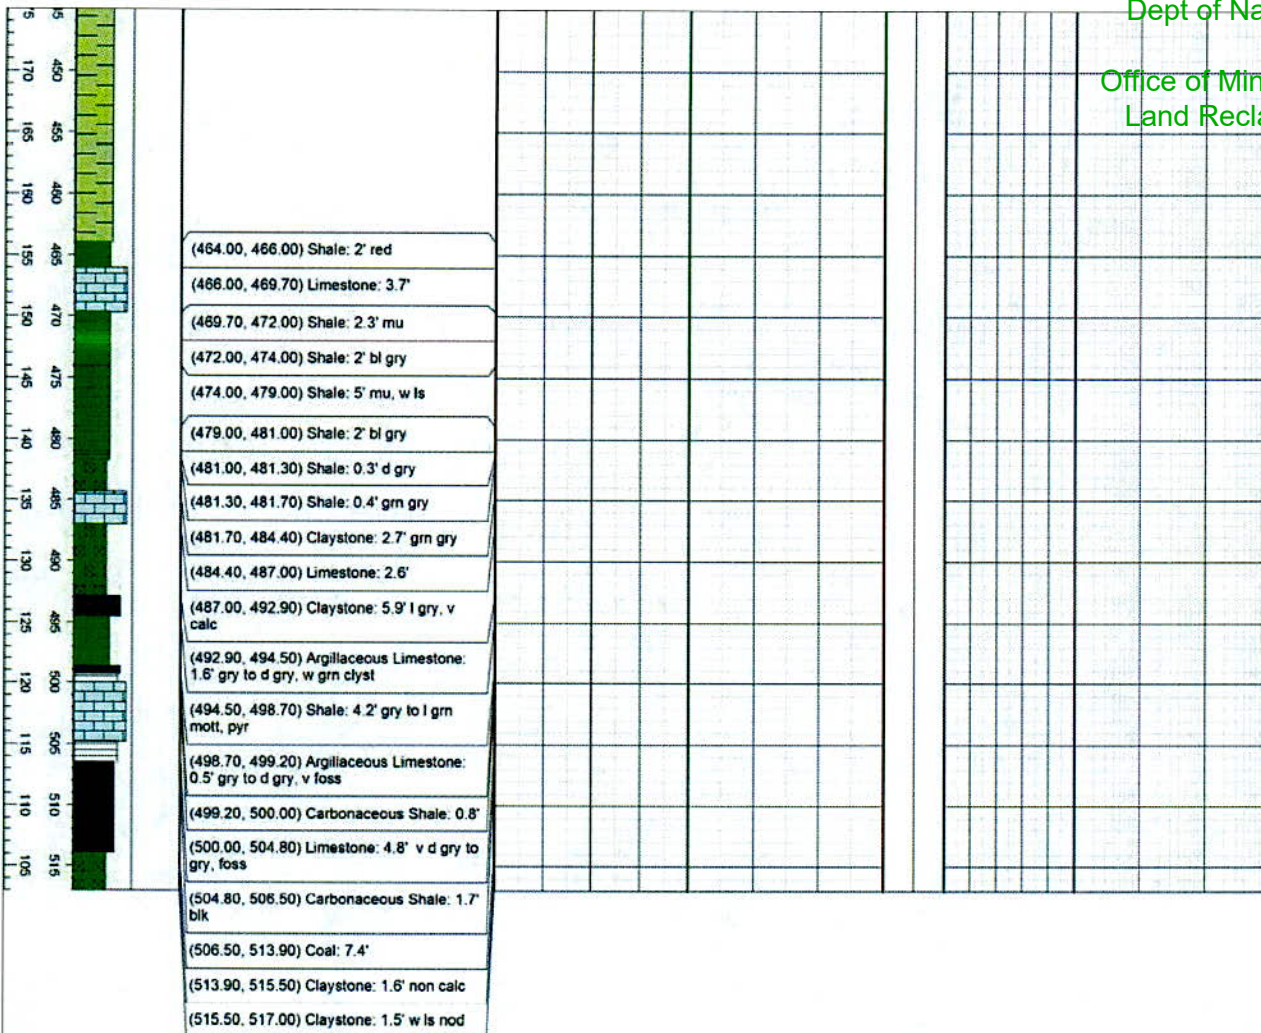 Dept of Na
Office of Min
Land Recla
170
165
160
155
150
145
140
135
130
125
120
115
110
105
450
455
460
465
470
475
480
485
490
495
500
505
510
515
(464.00, 466.00) Shale: 2' red
(466.00, 469.70) Limestone: 3.7'
(469.70, 472.00) Shale: 2.3' mu
(472.00, 474.00) Shale: 2' bl gry
(474.00, 479.00) Shale: 5' mu, w ls
(479.00, 481.00) Shale: 2' bl gry
(481.00, 481.30) Shale: 0.3' d gry
(481.30, 481.70) Shale: 0.4' grn gry
(481.70, 484.40) Claystone: 2.7' grn gry
(484.40, 487.00) Limestone: 2.6'
(487.00, 492.90) Claystone: 5.9' l gry, v
calc
(492.90, 494.50) Argillaceous Limestone:
1.6' gry to d gry, w grn clyst
(494.50, 498.70) Shale: 4.2' gry to l grn
mott, pyr
(498.70, 499.20) Argillaceous Limestone:
0.5' gry to d gry, v foss
(499.20, 500.00) Carbonaceous Shale: 0.8'
(500.00, 504.80) Limestone: 4.8' v d gry to
gry, foss
(504.80, 506.50) Carbonaceous Shale: 1.7'
blk
(506.50, 513.90) Coal: 7.4'
(513.90, 515.50) Claystone: 1.6' non calc
(515.50, 517.00) Claystone: 1.5' w ls nod